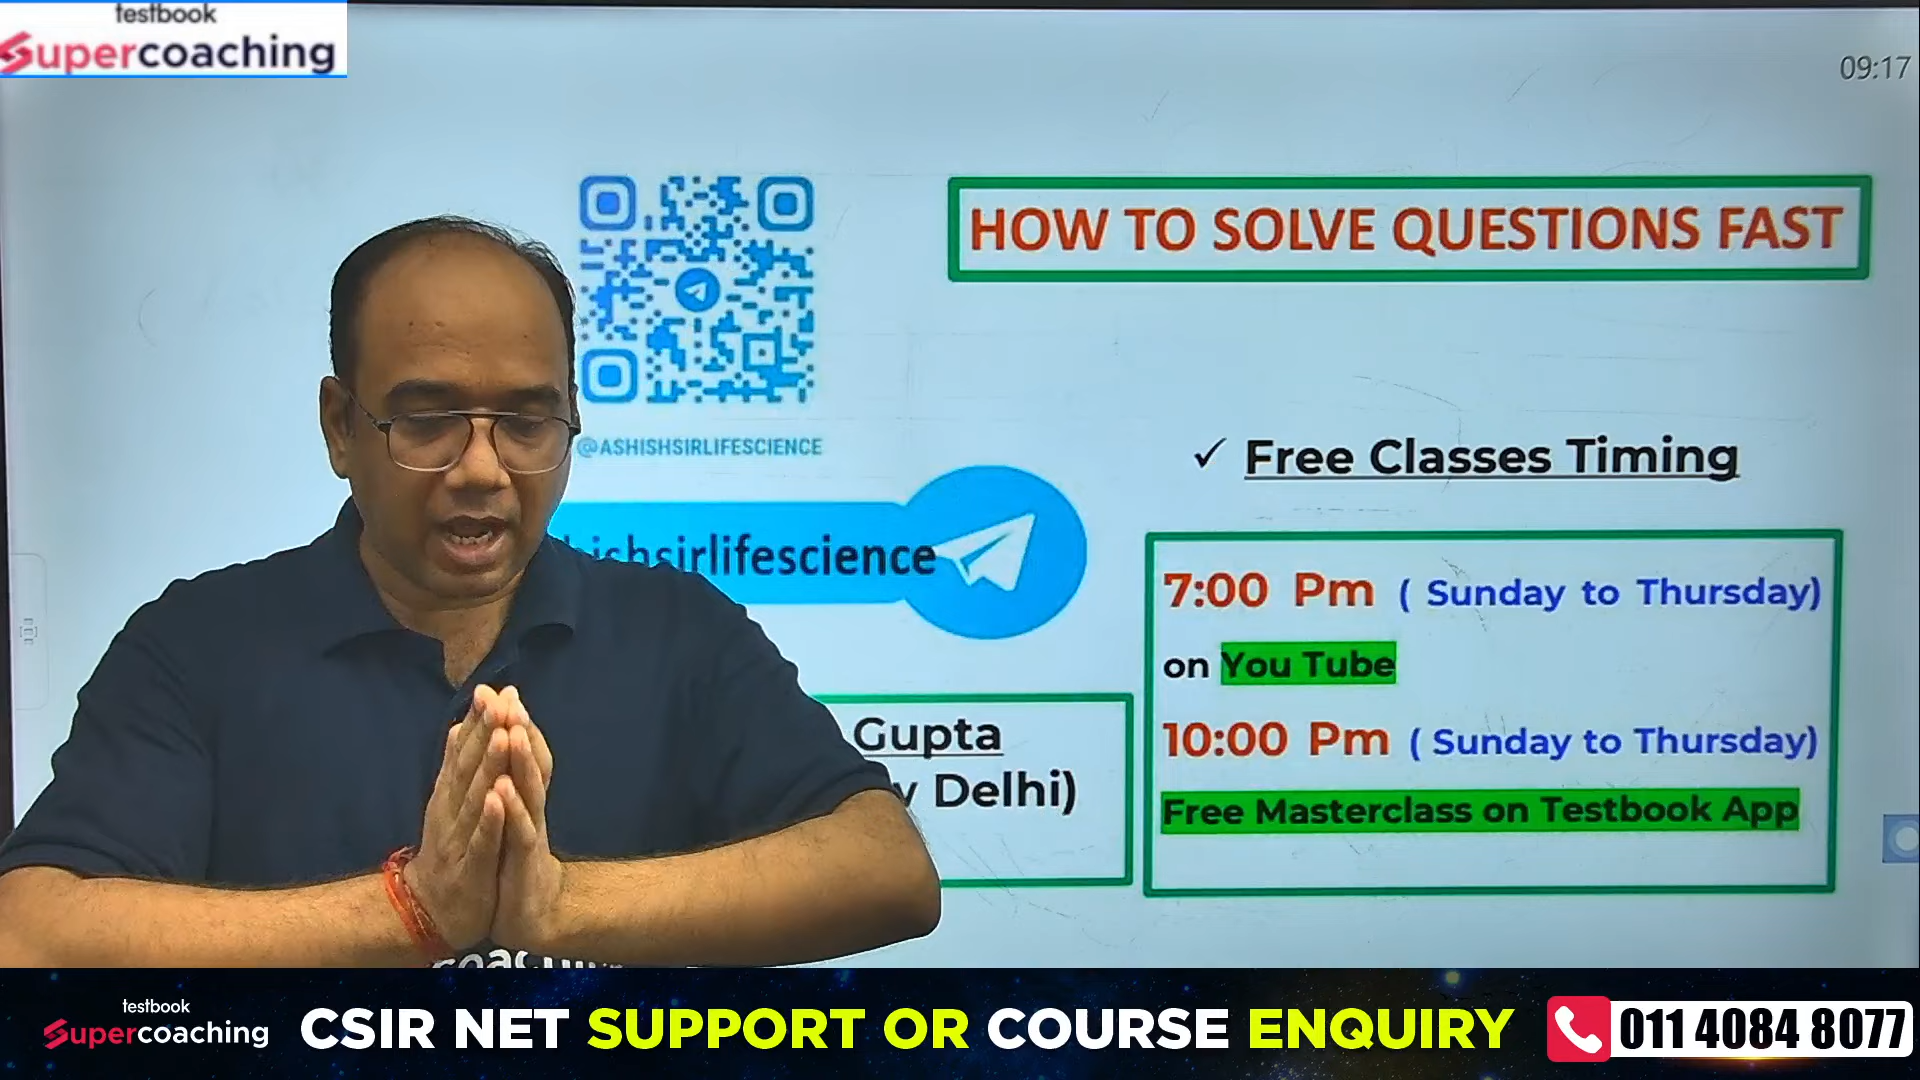 testbook
Supercoaching
09:17
HOW TO SOLVE QUESTIONS FAST
@ASHISHSIRLIFESCIENCE
✓ Free Classes Timing
hishsirlifescience
7:00 Pm ( Sunday to Thursday)
on You Tube
10:00 Pm ( Sunday to Thursday)
Free Masterclass on Testbook App
Gupta
Delhi)
testbook
Supercoaching
CSIR NET SUPPORT OR COURSE ENQUIRY
011 4084 8077